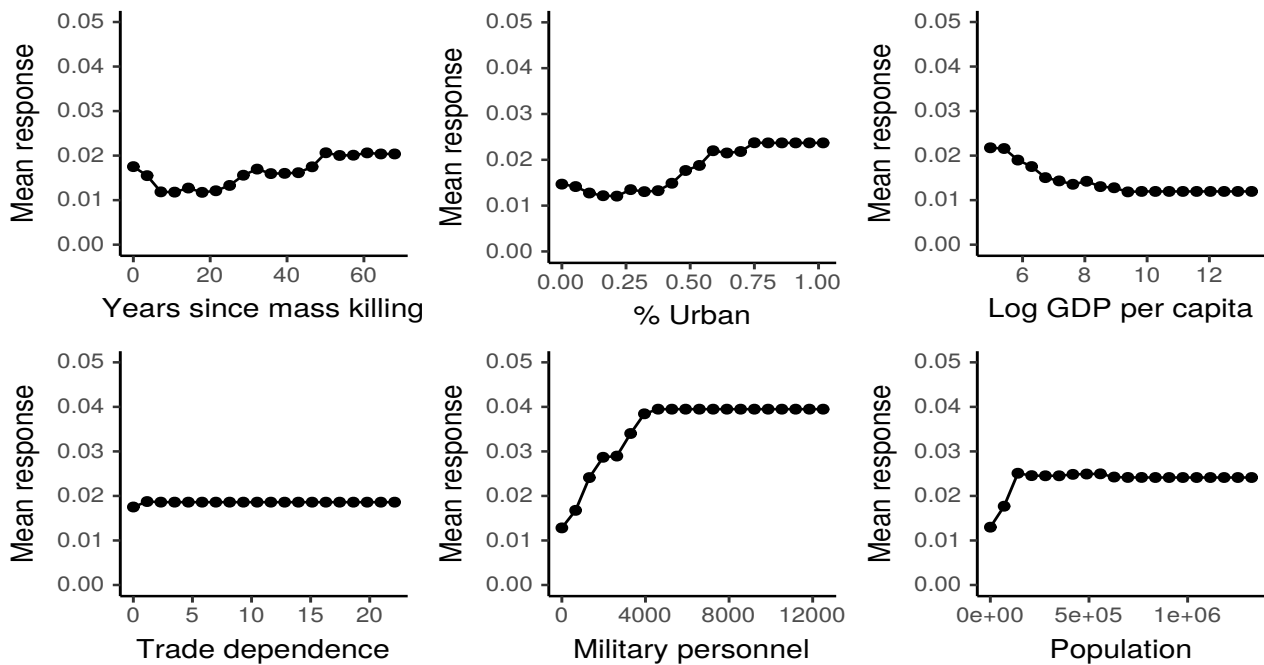 Mean response
0.05
0.04
0.03
0.02
0.01
0.00
0 20 40 60
Years since mass killing
Mean response
0.05
0.04
0.03
0.02
0.01
0.00
0.00 0.25 0.50 0.75 1.00
% Urban
Mean response
0.05
0.04
0.03
0.02
0.01
0.00
6 8 10 12
Log GDP per capita
Mean response
0.05
0.04
0.03
0.02
0.01
0.00
0 5 10 15 20
Trade dependence
Mean response
0.05
0.04
0.03
0.02
0.01
0.00
0 4000 8000 12000
Military personnel
Mean response
0.05
0.04
0.03
0.02
0.01
0.00
0e+00 5e+05 1e+06
Population